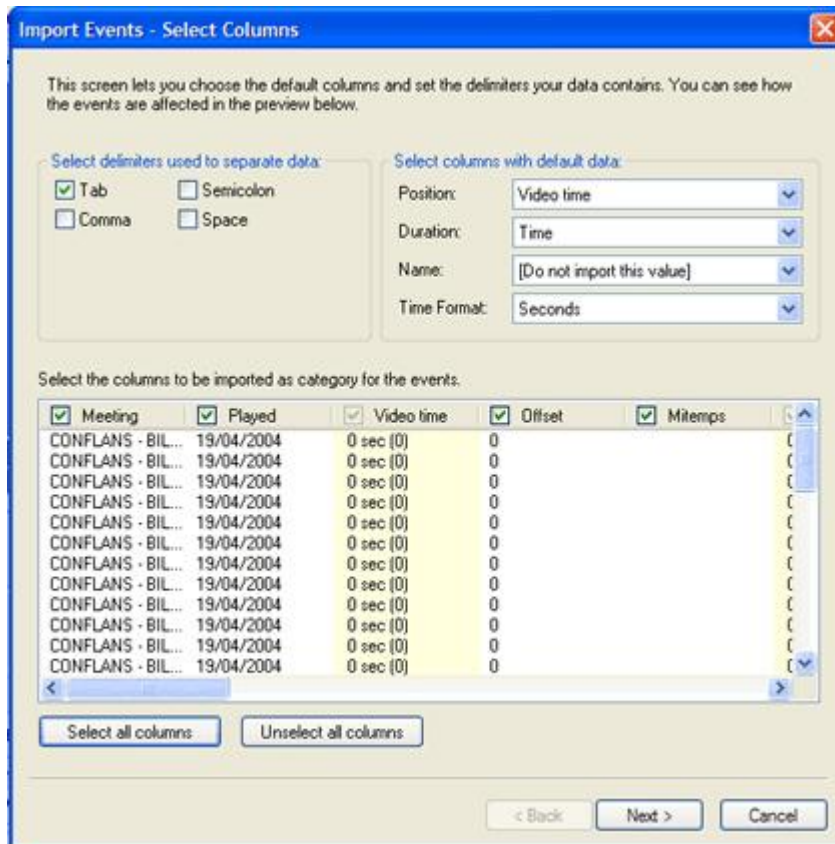 Import Events - Select Columns
This screen lets you choose the default columns and set the delimiters your data contains. You can see how
the events are affected in the preview below.
Select delimiters used to separate data:
Tab Semicolon
Comma Space
Select columns with default data:
Position: Video time
Duration: Time
Name: [Do not import this value]
Time Format: Seconds
Select the columns to be imported as category for the events.
Meeting Played Video time Offset Mitemps
CONFLANS - BIL... 19/04/2004 0 sec (0) 0
CONFLANS - BIL... 19/04/2004 0 sec (0) 0
CONFLANS - BIL... 19/04/2004 0 sec (0) 0
CONFLANS - BIL... 19/04/2004 0 sec (0) 0
CONFLANS - BIL... 19/04/2004 0 sec (0) 0
CONFLANS - BIL... 19/04/2004 0 sec (0) 0
CONFLANS - BIL... 19/04/2004 0 sec (0) 0
CONFLANS - BIL... 19/04/2004 0 sec (0) 0
CONFLANS - BIL... 19/04/2004 0 sec (0) 0
CONFLANS - BIL... 19/04/2004 0 sec (0) 0
CONFLANS - BIL... 19/04/2004 0 sec (0) 0
CONFLANS - BIL... 19/04/2004 0 sec (0) 0
Select all columns Unselect all columns
< Back Next > Cancel